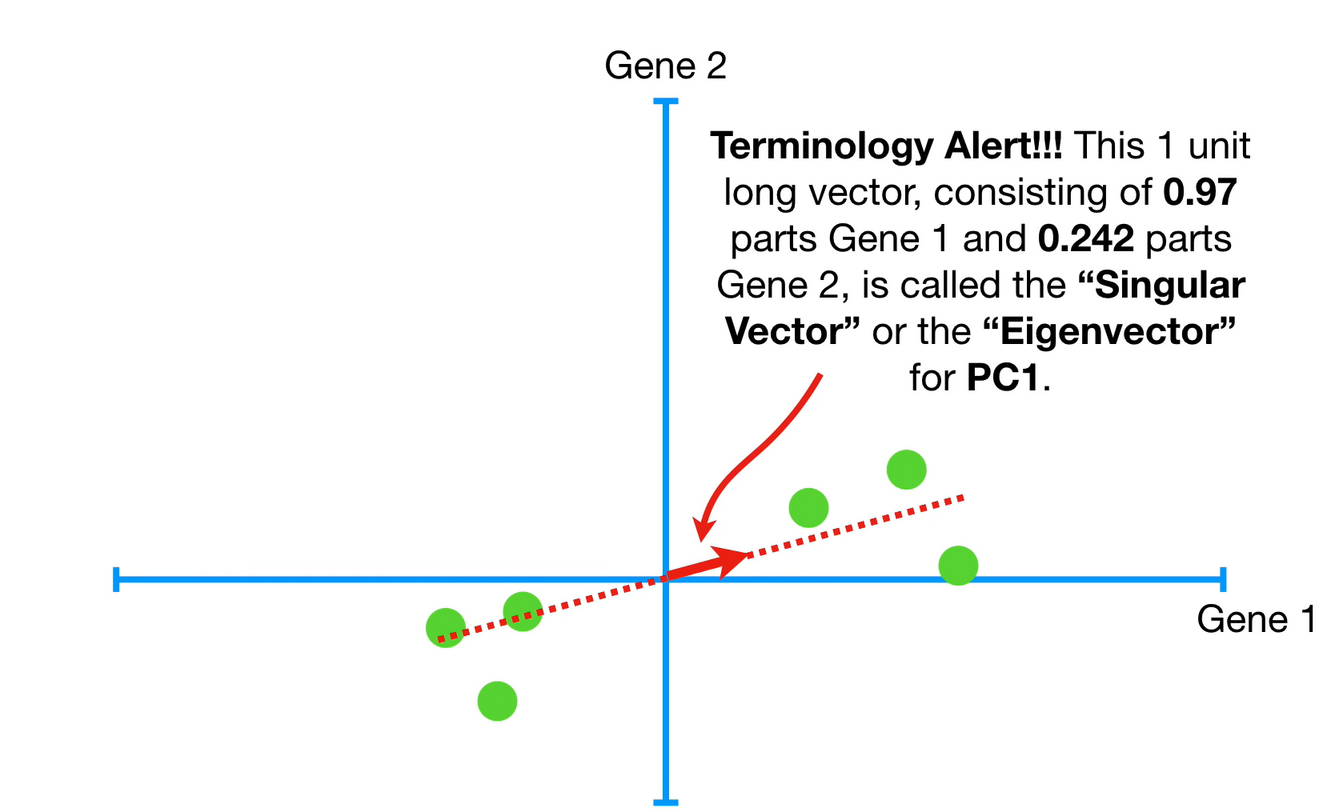 Gene 2
Terminology Alert!!! This 1 unit
long vector, consisting of 0.97
parts Gene 1 and 0.242 parts
Gene 2, is called the “Singular
Vector” or the “Eigenvector”
for PC1.
Gene 1